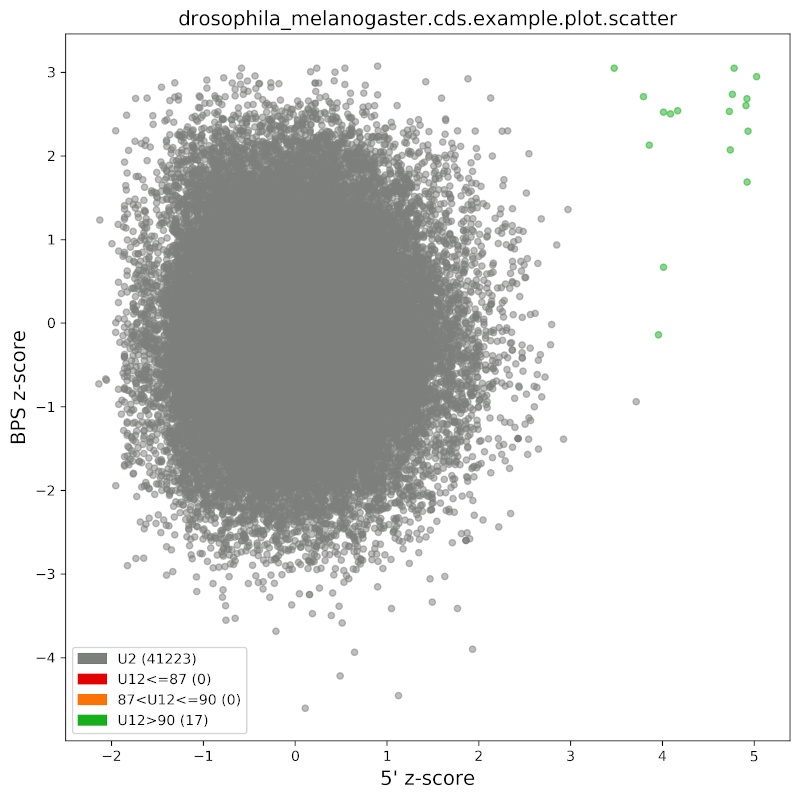 drosophila_melanogaster.cds.example.plot.scatter
3
2
1
0
−1
−2
−3
−4
BPS z-score
U2 (41223)
U12<=87 (0)
87<U12<=90 (0)
U12>90 (17)
−2 −1 0 1 2 3 4 5
5' z-score